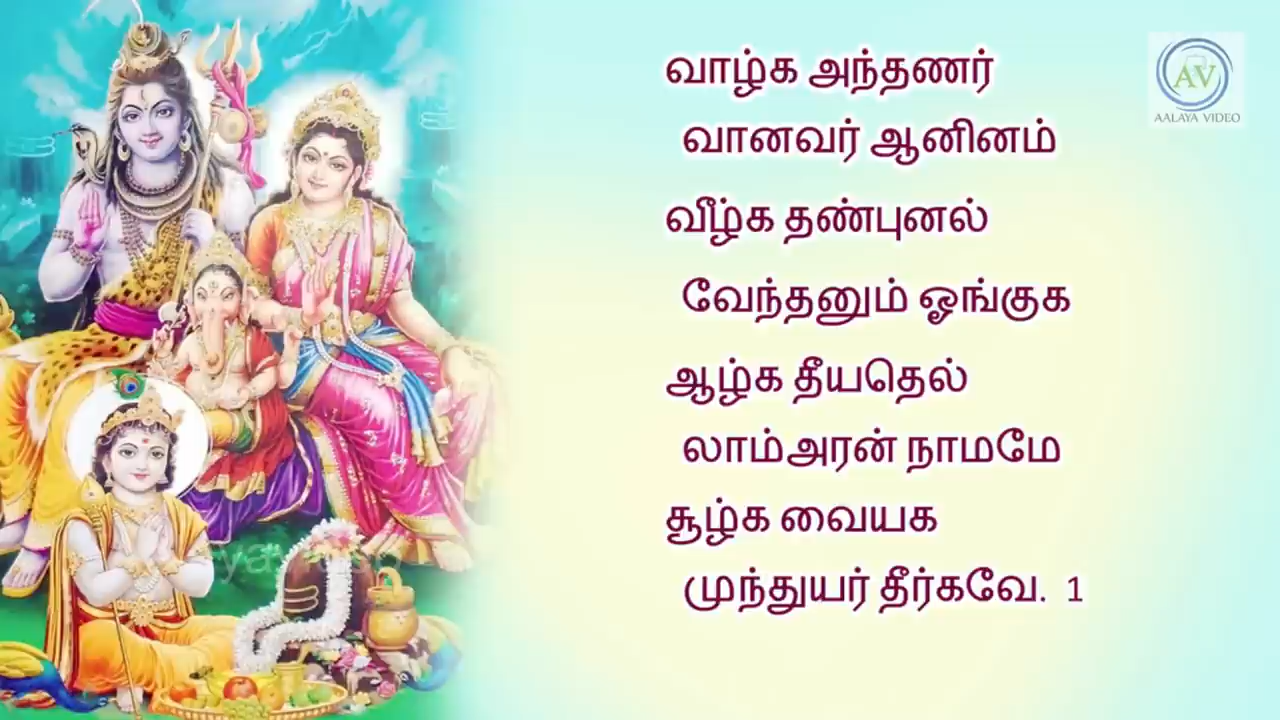 வாழ்க அந்தணர்
வானவர் ஆனினம்
வீழ்க தண்புனல்
வேந்தனும் ஓங்குக
ஆழ்க தீயதெல்
லாம்அரன் நாமமே
சூழ்க வையக
முந்துயர் தீர்கவே. 1
AV
AALAYA VIDEO